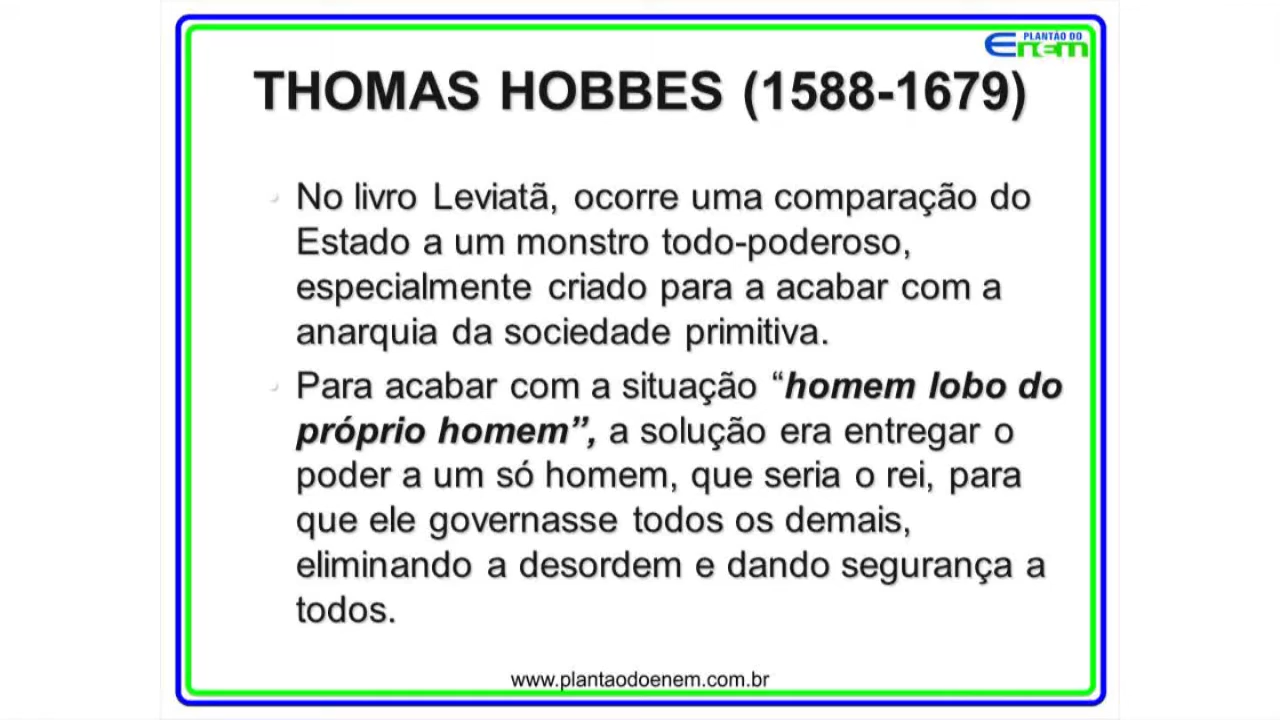 PLANTÃO DO
Enem
THOMAS HOBBES (1588-1679)
No livro Leviatã, ocorre uma comparação do
Estado a um monstro todo-poderoso,
especialmente criado para a acabar com a
anarquia da sociedade primitiva.
Para acabar com a situação “homem lobo do
próprio homem”, a solução era entregar o
poder a um só homem, que seria o rei, para
que ele governasse todos os demais,
eliminando a desordem e dando segurança a
todos.
www.plantaodoenem.com.br